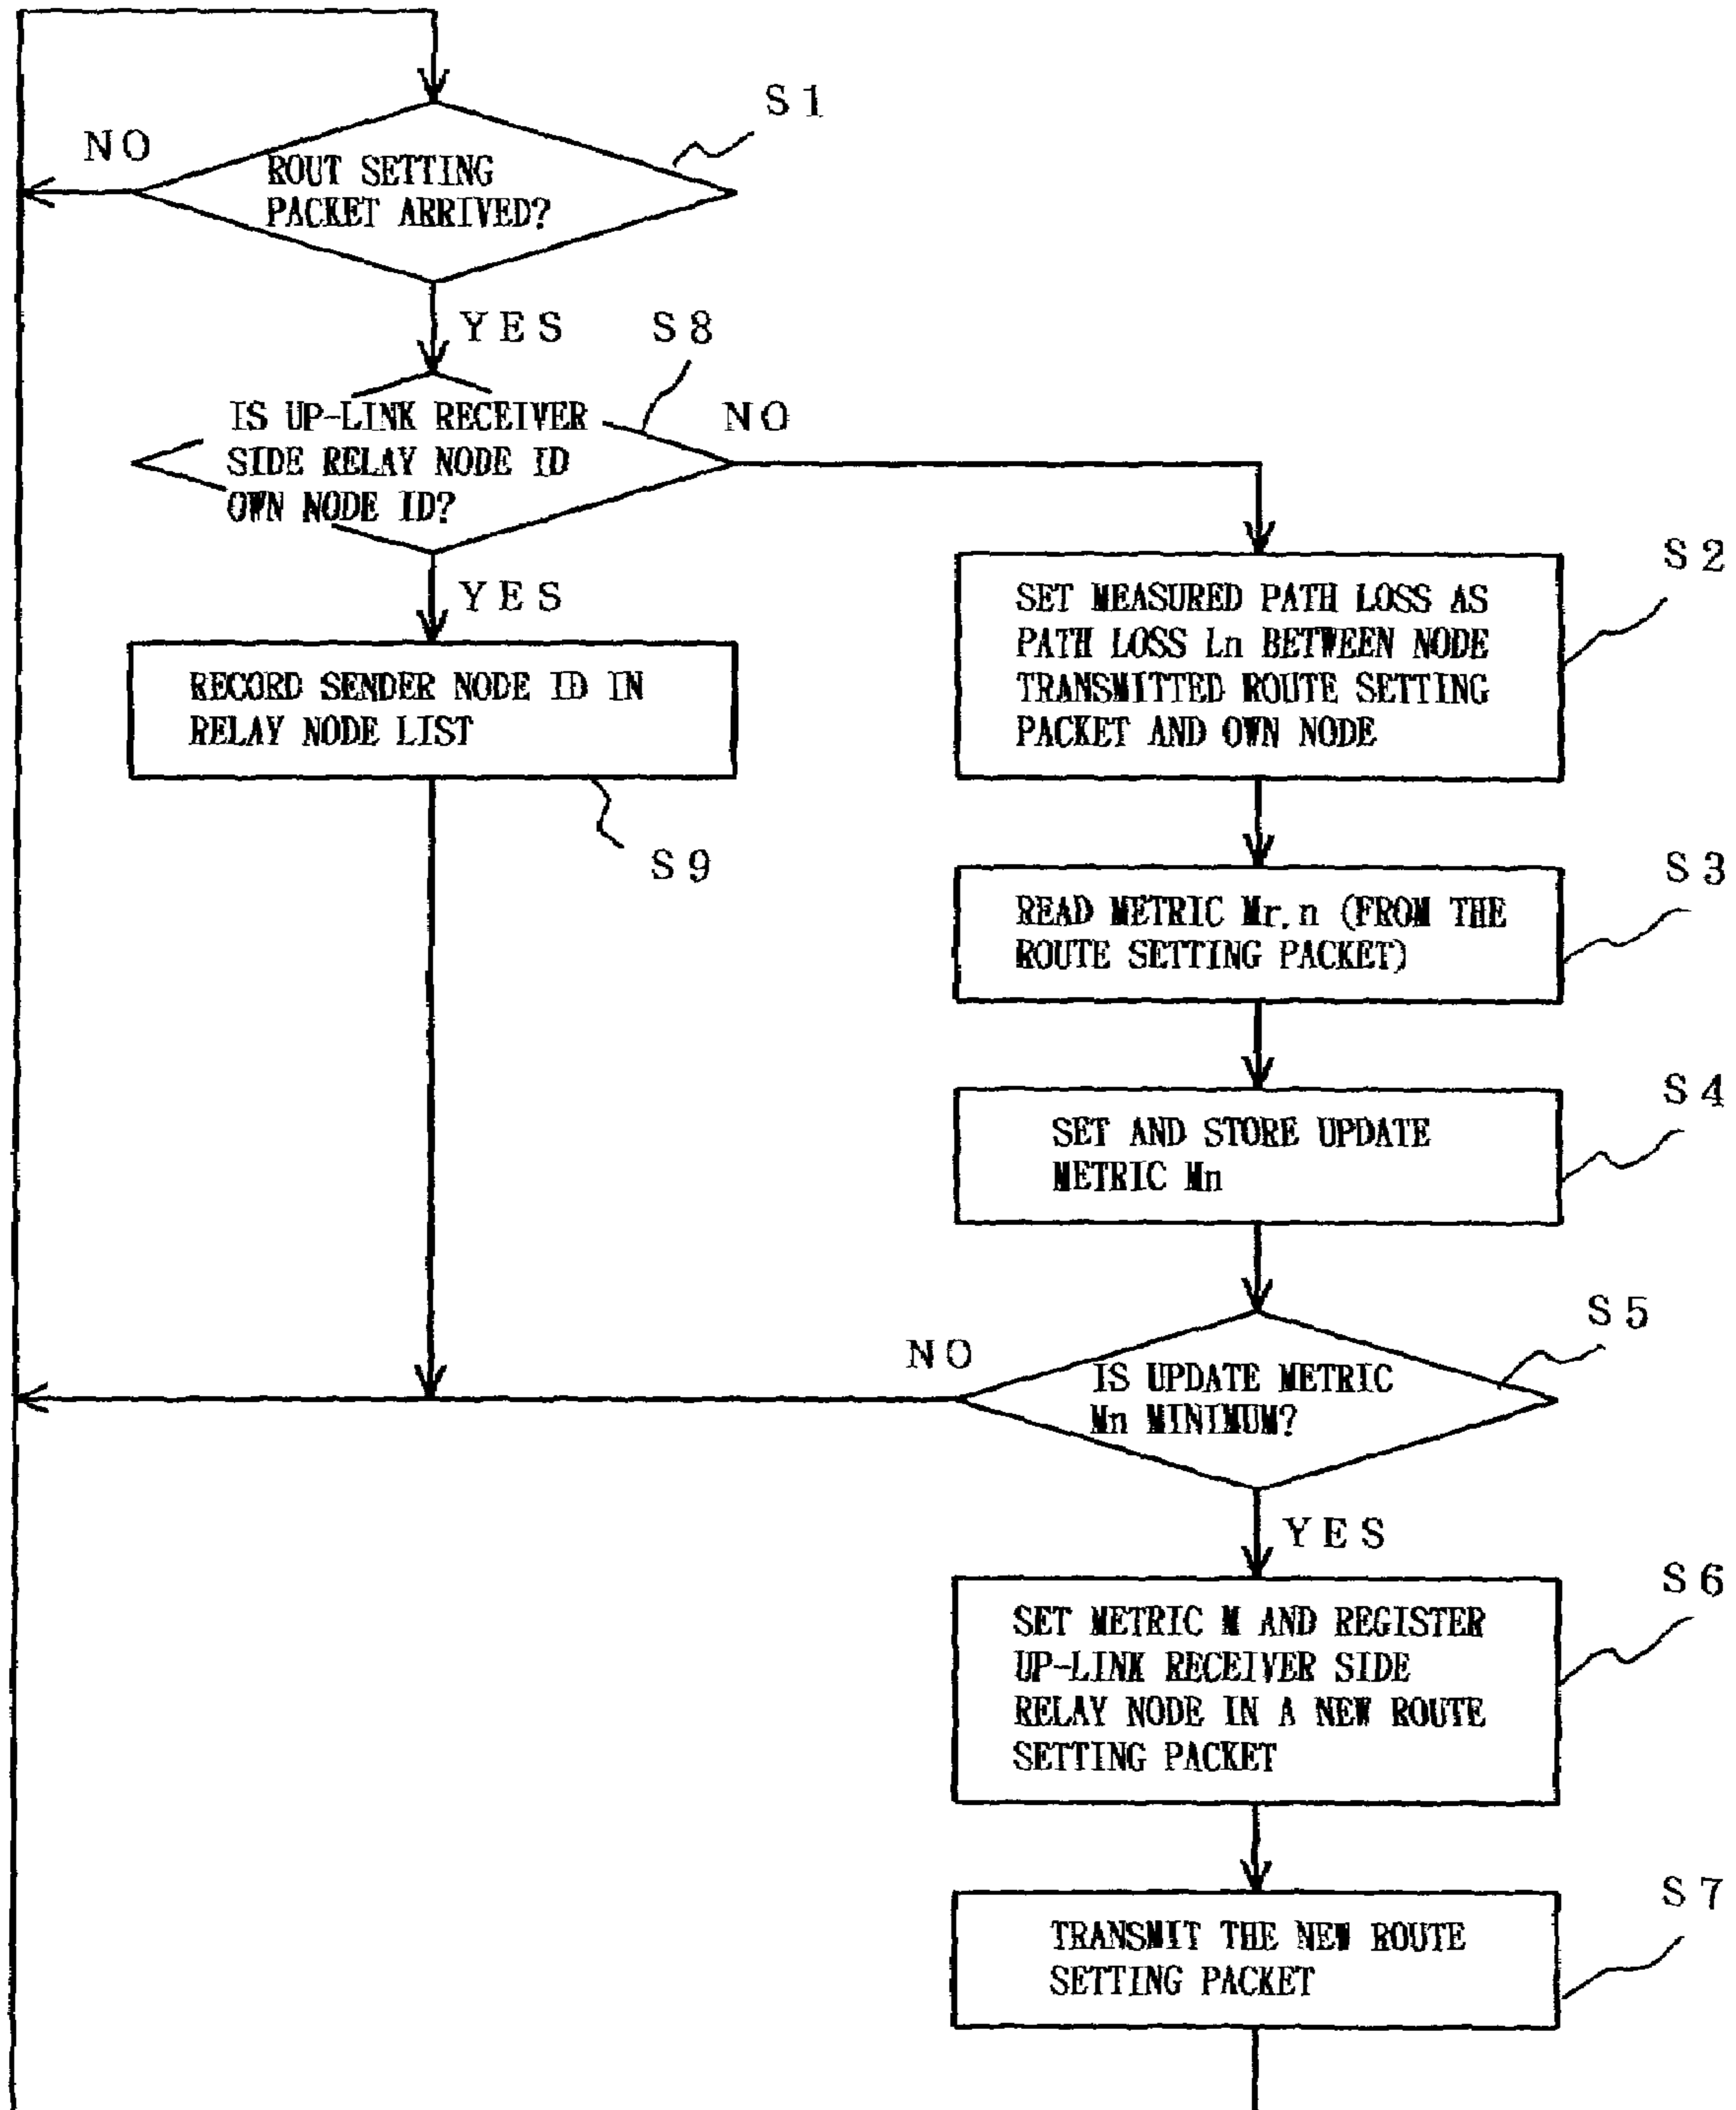 S1
NO
ROUT SETTING
PACKET ARRIVED?
YES
S8
IS UP-LINK RECEIVER
SIDE RELAY NODE ID
OWN NODE ID?
NO
YES
S2
SET MEASURED PATH LOSS AS
PATH LOSS Ln BETWEEN NODE
TRANSMITTED ROUTE SETTING
PACKET AND OWN NODE
RECORD SENDER NODE ID IN
RELAY NODE LIST
S9
S3
READ METRIC Mr,n (FROM THE
ROUTE SETTING PACKET)
S4
SET AND STORE UPDATE
METRIC Mn
S5
NO
IS UPDATE METRIC
Mn MINIMUM?
YES
S6
SET METRIC M AND REGISTER
UP-LINK RECEIVER SIDE
RELAY NODE IN A NEW ROUTE
SETTING PACKET
S7
TRANSMIT THE NEW ROUTE
SETTING PACKET